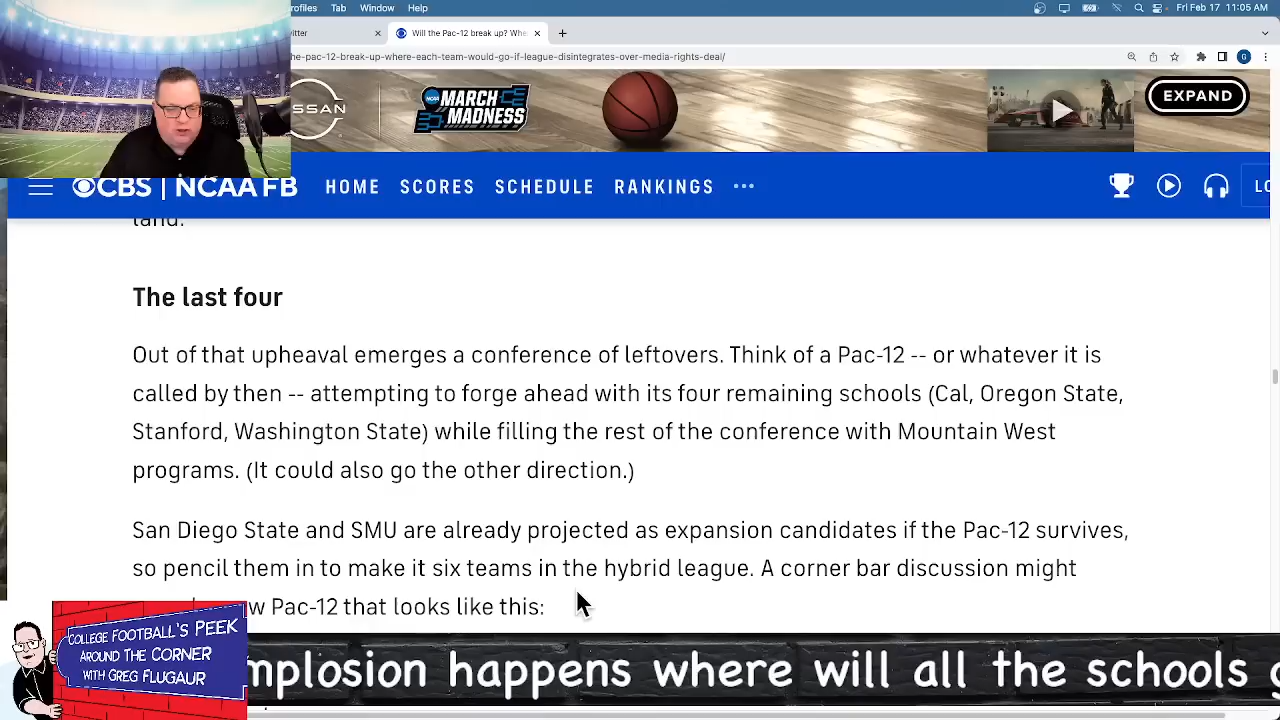 rofiles Tab Window Help
Fri Feb 17 11:05 AM
itter
Will the Pac-12 break up? Whe
he-pac-12-break-up-where-each-team-would-go-if-league-disintegrates-over-media-rights-deal/
NISSAN
NCAA MARCH MADNESS
EXPAND
CBS | NCAA FB HOME SCORES SCHEDULE RANKINGS ••• LO
land.
The last four
Out of that upheaval emerges a conference of leftovers. Think of a Pac-12 -- or whatever it is
called by then -- attempting to forge ahead with its four remaining schools (Cal, Oregon State,
Stanford, Washington State) while filling the rest of the conference with Mountain West
programs. (It could also go the other direction.)
San Diego State and SMU are already projected as expansion candidates if the Pac-12 survives,
so pencil them in to make it six teams in the hybrid league. A corner bar discussion might
w Pac-12 that looks like this:
COLLEGE FOOTBALL'S PEEK
AROUND THE CORNER
WITH GREG FLUGAUR
mplosion happens where will all the schools g